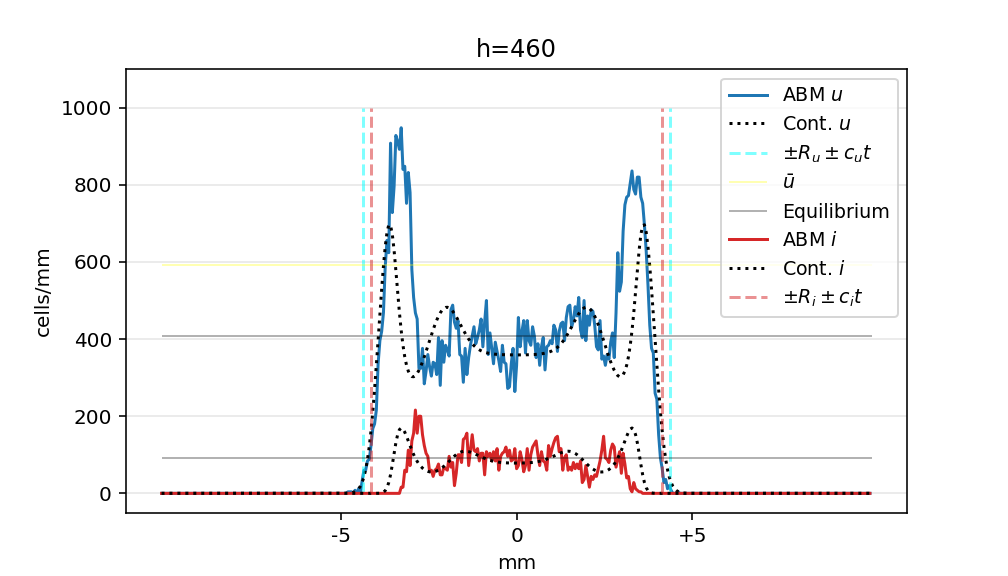 h=460
1000
800
600
400
200
0
cells/mm
-5
0
+5
mm
ABM u
Cont. u
±R_u ± c_u t
ū
Equilibrium
ABM i
Cont. i
±R_i ± c_i t